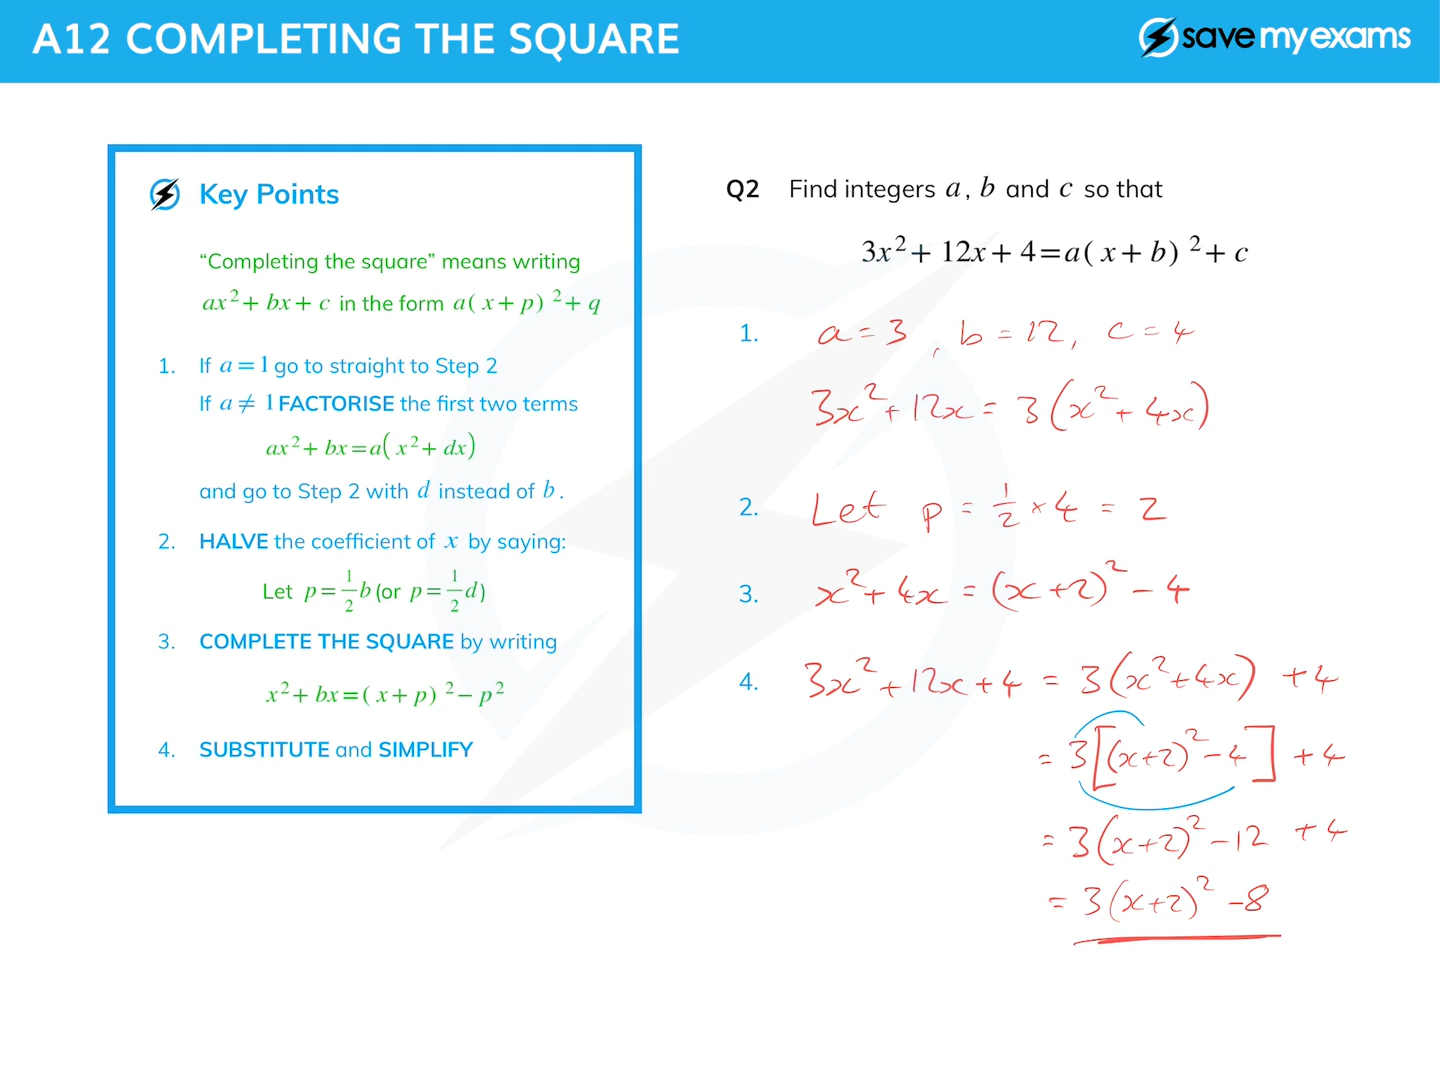 A12 COMPLETING THE SQUARE
save my exams
Key Points
“Completing the square” means writing
ax² + bx + c in the form a(x + p)² + q
1. If a = 1 go to straight to Step 2
If a ≠ 1 FACTORISE the first two terms
ax² + bx = a(x² + dx)
and go to Step 2 with d instead of b.
2. HALVE the coefficient of x by saying:
Let p = 1/2 b (or p = 1/2 d)
3. COMPLETE THE SQUARE by writing
x² + bx = (x + p)² − p²
4. SUBSTITUTE and SIMPLIFY
Q2 Find integers a, b and c so that
3x² + 12x + 4 = a(x + b)² + c
1. a = 3, b = 12, c = 4
3x² + 12x = 3(x² + 4x)
2. Let p = 1/2 × 4 = 2
3. x² + 4x = (x + 2)² − 4
4. 3x² + 12x + 4 = 3(x² + 4x) + 4
= 3[(x + 2)² − 4] + 4
= 3(x + 2)² − 12 + 4
= 3(x + 2)² − 8